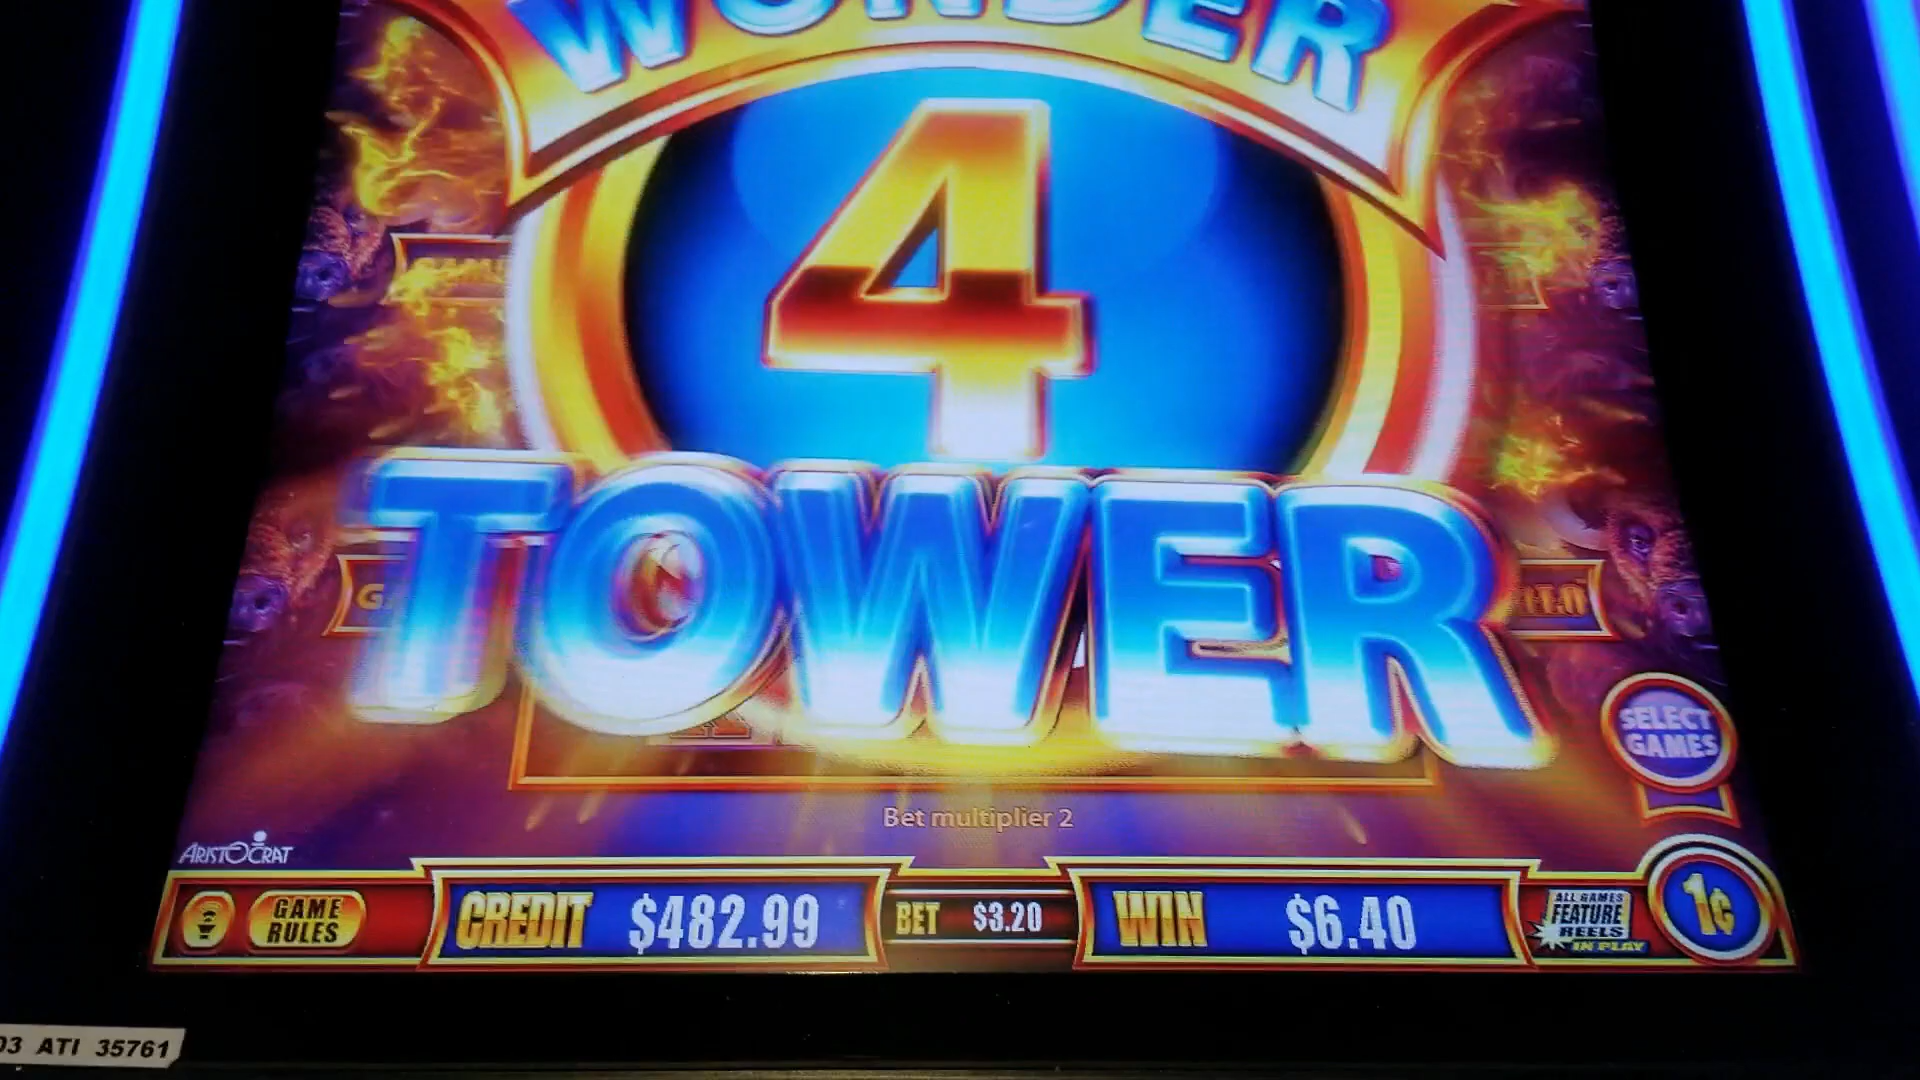 WONDER
4
TOWER
SELECT
GAMES
Bet multiplier 2
ARISTOCRAT
GAME
RULES
CREDIT $482.99
BET $3.20
WIN $6.40
ALL GAMES
FEATURE
REELS
IN PLAY
1¢
03 ATI 35761